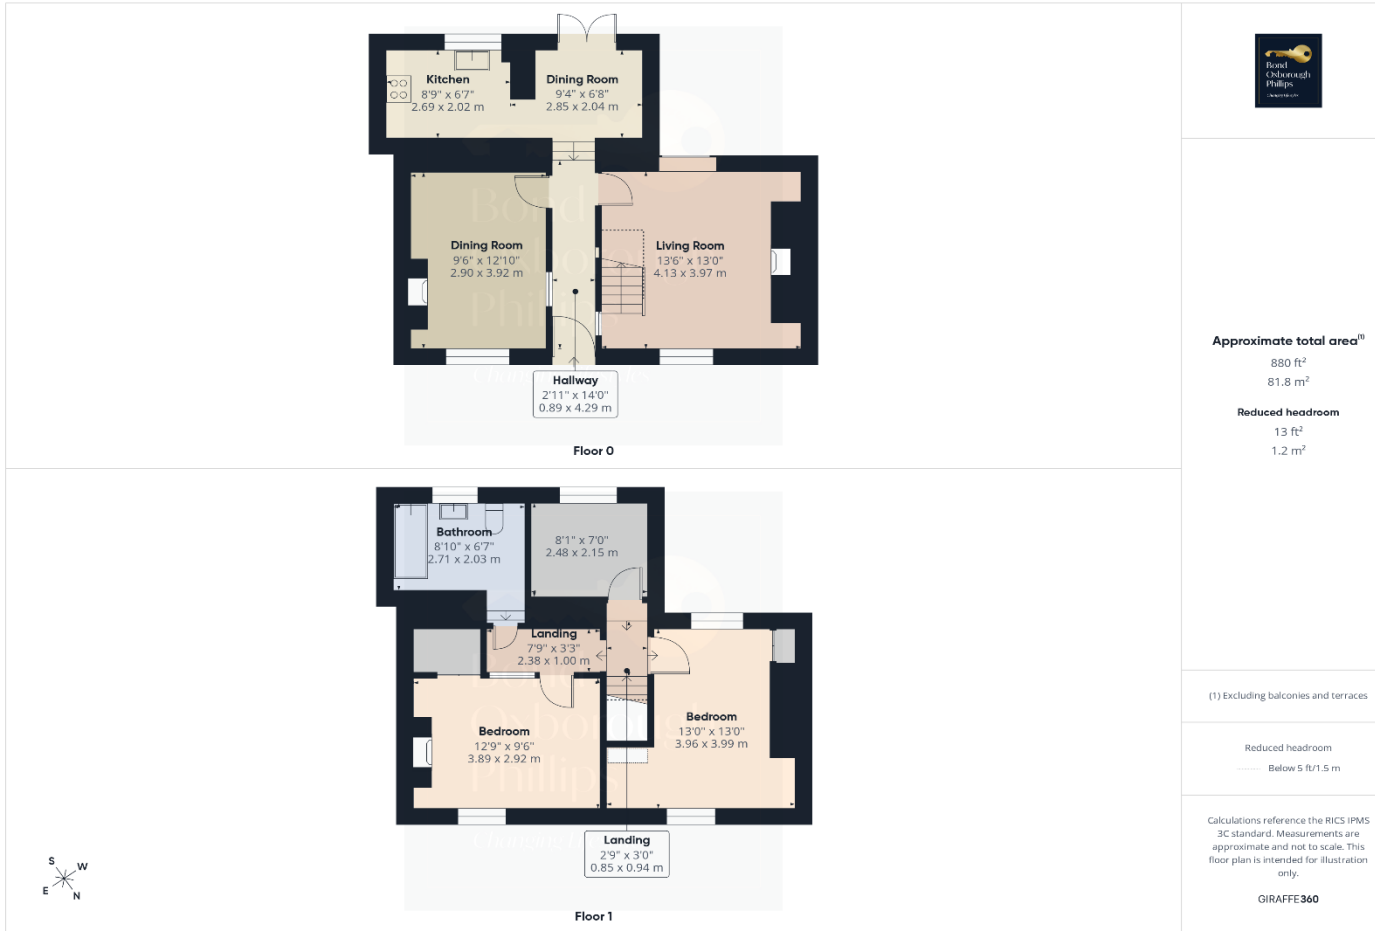 Kitchen
8'9" x 6'7"
2.69 x 2.02 m
Dining Room
9'4" x 6'8"
2.85 x 2.04 m
Dining Room
9'6" x 12'10"
2.90 x 3.92 m
Living Room
13'6" x 13'0"
4.13 x 3.97 m
Hallway
2'11" x 14'0"
0.89 x 4.29 m
Floor 0
Bathroom
8'10" x 6'7"
2.71 x 2.03 m
8'1" x 7'0"
2.48 x 2.15 m
Landing
7'9" x 3'3"
2.38 x 1.00 m
Bedroom
12'9" x 9'6"
3.89 x 2.92 m
Bedroom
13'0" x 13'0"
3.96 x 3.99 m
Landing
2'9" x 3'0"
0.85 x 0.94 m
Floor 1
S
W
E
N
Bond
Oxborough
Phillips
Approximate total area⁽¹⁾
880 ft²
81.8 m²
Reduced headroom
13 ft²
1.2 m²
(1) Excluding balconies and terraces
Reduced headroom
Below 5 ft/1.5 m
Calculations reference the RICS IPMS
3C standard. Measurements are
approximate and not to scale. This
floor plan is intended for illustration
only.
GIRAFFE360
Bond
Oxborough
Phillips
Bond
Oxborough
Phillips